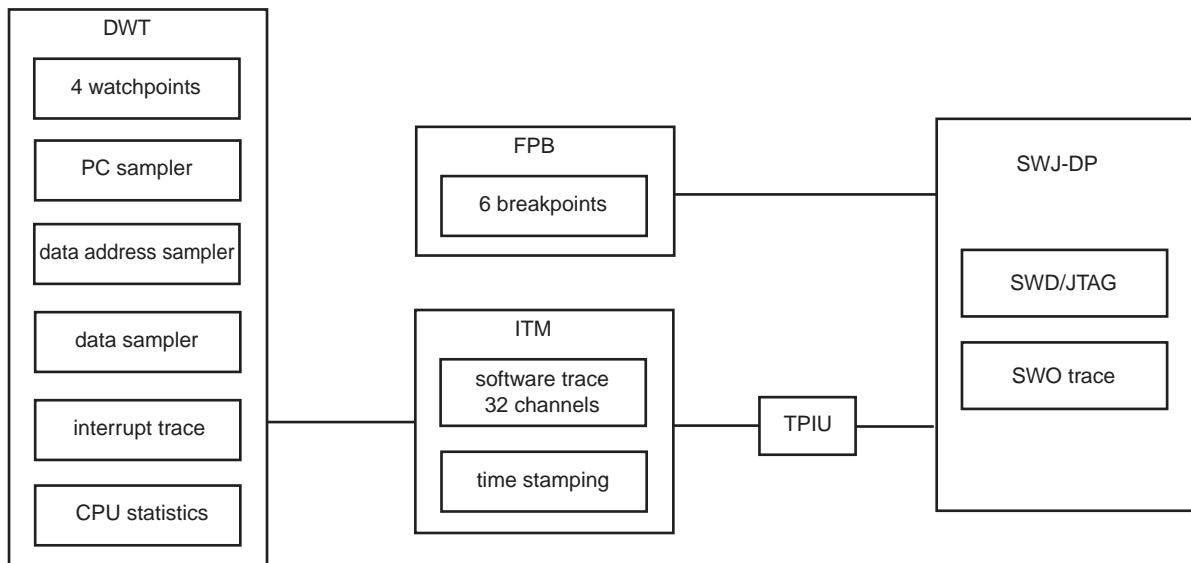 DWT
4 watchpoints
PC sampler
data address sampler
data sampler
interrupt trace
CPU statistics
FPB
6 breakpoints
ITM
software trace
32 channels
time stamping
TPIU
SWJ-DP
SWD/JTAG
SWO trace